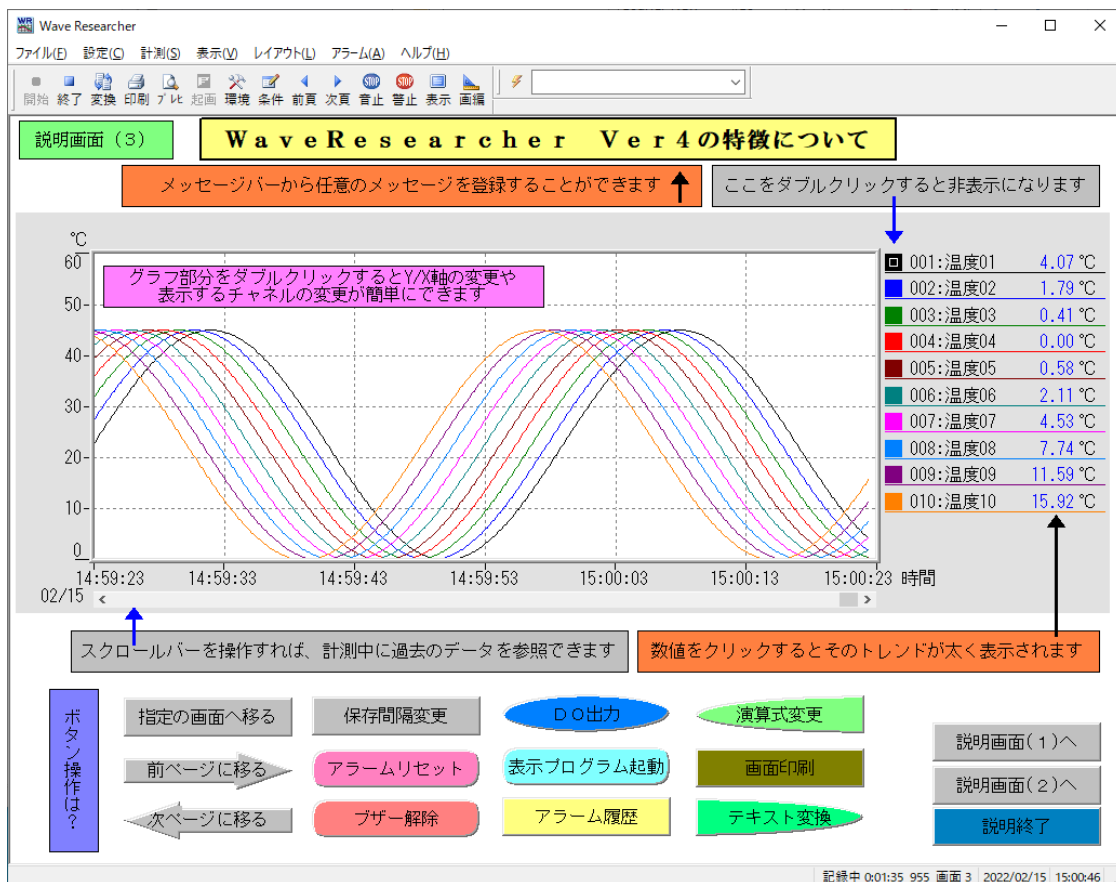 Wave Researcher
ファイル(F) 設定(C) 計測(S) 表示(V) レイアウト(L) アラーム(A) ヘルプ(H)
開始 終了 変換 印刷 プレビ 起画 環境 条件 前頁 次頁 音止 警止 表示 画編
説明画面（３）
ＷａｖｅＲｅｓｅａｒｃｈｅｒ Ｖｅｒ４の特徴について
メッセージバーから任意のメッセージを登録することができます
ここをダブルクリックすると非表示になります
℃
グラフ部分をダブルクリックするとY/X軸の変更や
表示するチャネルの変更が簡単にできます
60
50
40
30
20
10
0
001:温度01 4.07 ℃
002:温度02 1.79 ℃
003:温度03 0.41 ℃
004:温度04 0.00 ℃
005:温度05 0.58 ℃
006:温度06 2.11 ℃
007:温度07 4.53 ℃
008:温度08 7.74 ℃
009:温度09 11.59 ℃
010:温度10 15.92 ℃
14:59:23 14:59:33 14:59:43 14:59:53 15:00:03 15:00:13 15:00:23 時間
02/15
スクロールバーを操作すれば、計測中に過去のデータを参照できます
数値をクリックするとそのトレンドが太く表示されます
ボタン操作は？
指定の画面へ移る 保存間隔変更 ＤＯ出力 演算式変更
前ページに移る アラームリセット 表示プログラム起動 画面印刷
次ページに移る ブザー解除 アラーム履歴 テキスト変換
説明画面(１)へ
説明画面(２)へ
説明終了
記録中 0:01:35 955 画面 3 2022/02/15 15:00:46